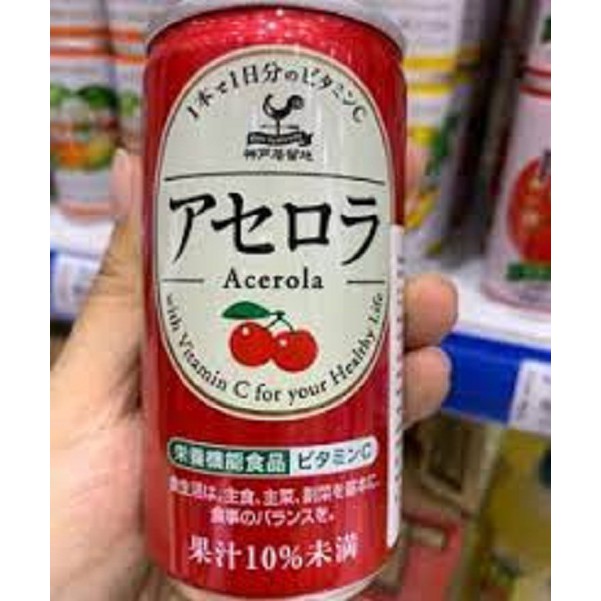 1本で1日分のビタミンC
神戸居留地
アセロラ
Acerola
with Vitamin C for your Healthy Life
栄養機能食品 ビタミンC
食生活は、主食、主菜、副菜を基本に、
食事のバランスを。
果汁10%未満